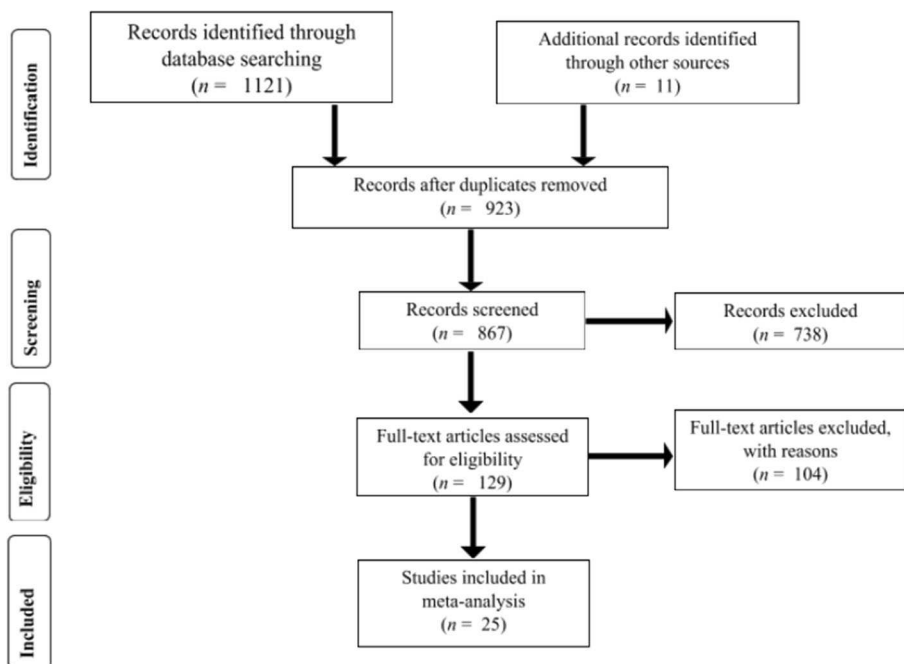 Identification
Records identified through
database searching
(n = 1121)
Additional records identified
through other sources
(n = 11)
Records after duplicates removed
(n = 923)
Screening
Records screened
(n = 867)
Records excluded
(n = 738)
Eligibility
Full-text articles assessed
for eligibility
(n = 129)
Full-text articles excluded,
with reasons
(n = 104)
Included
Studies included in
meta-analysis
(n = 25)